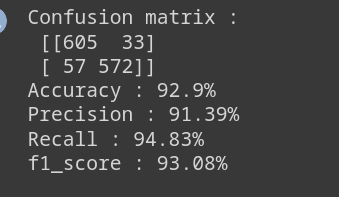 Confusion matrix :
[[605  33]
[ 57 572]]
Accuracy : 92.9%
Precision : 91.39%
Recall : 94.83%
f1_score : 93.08%